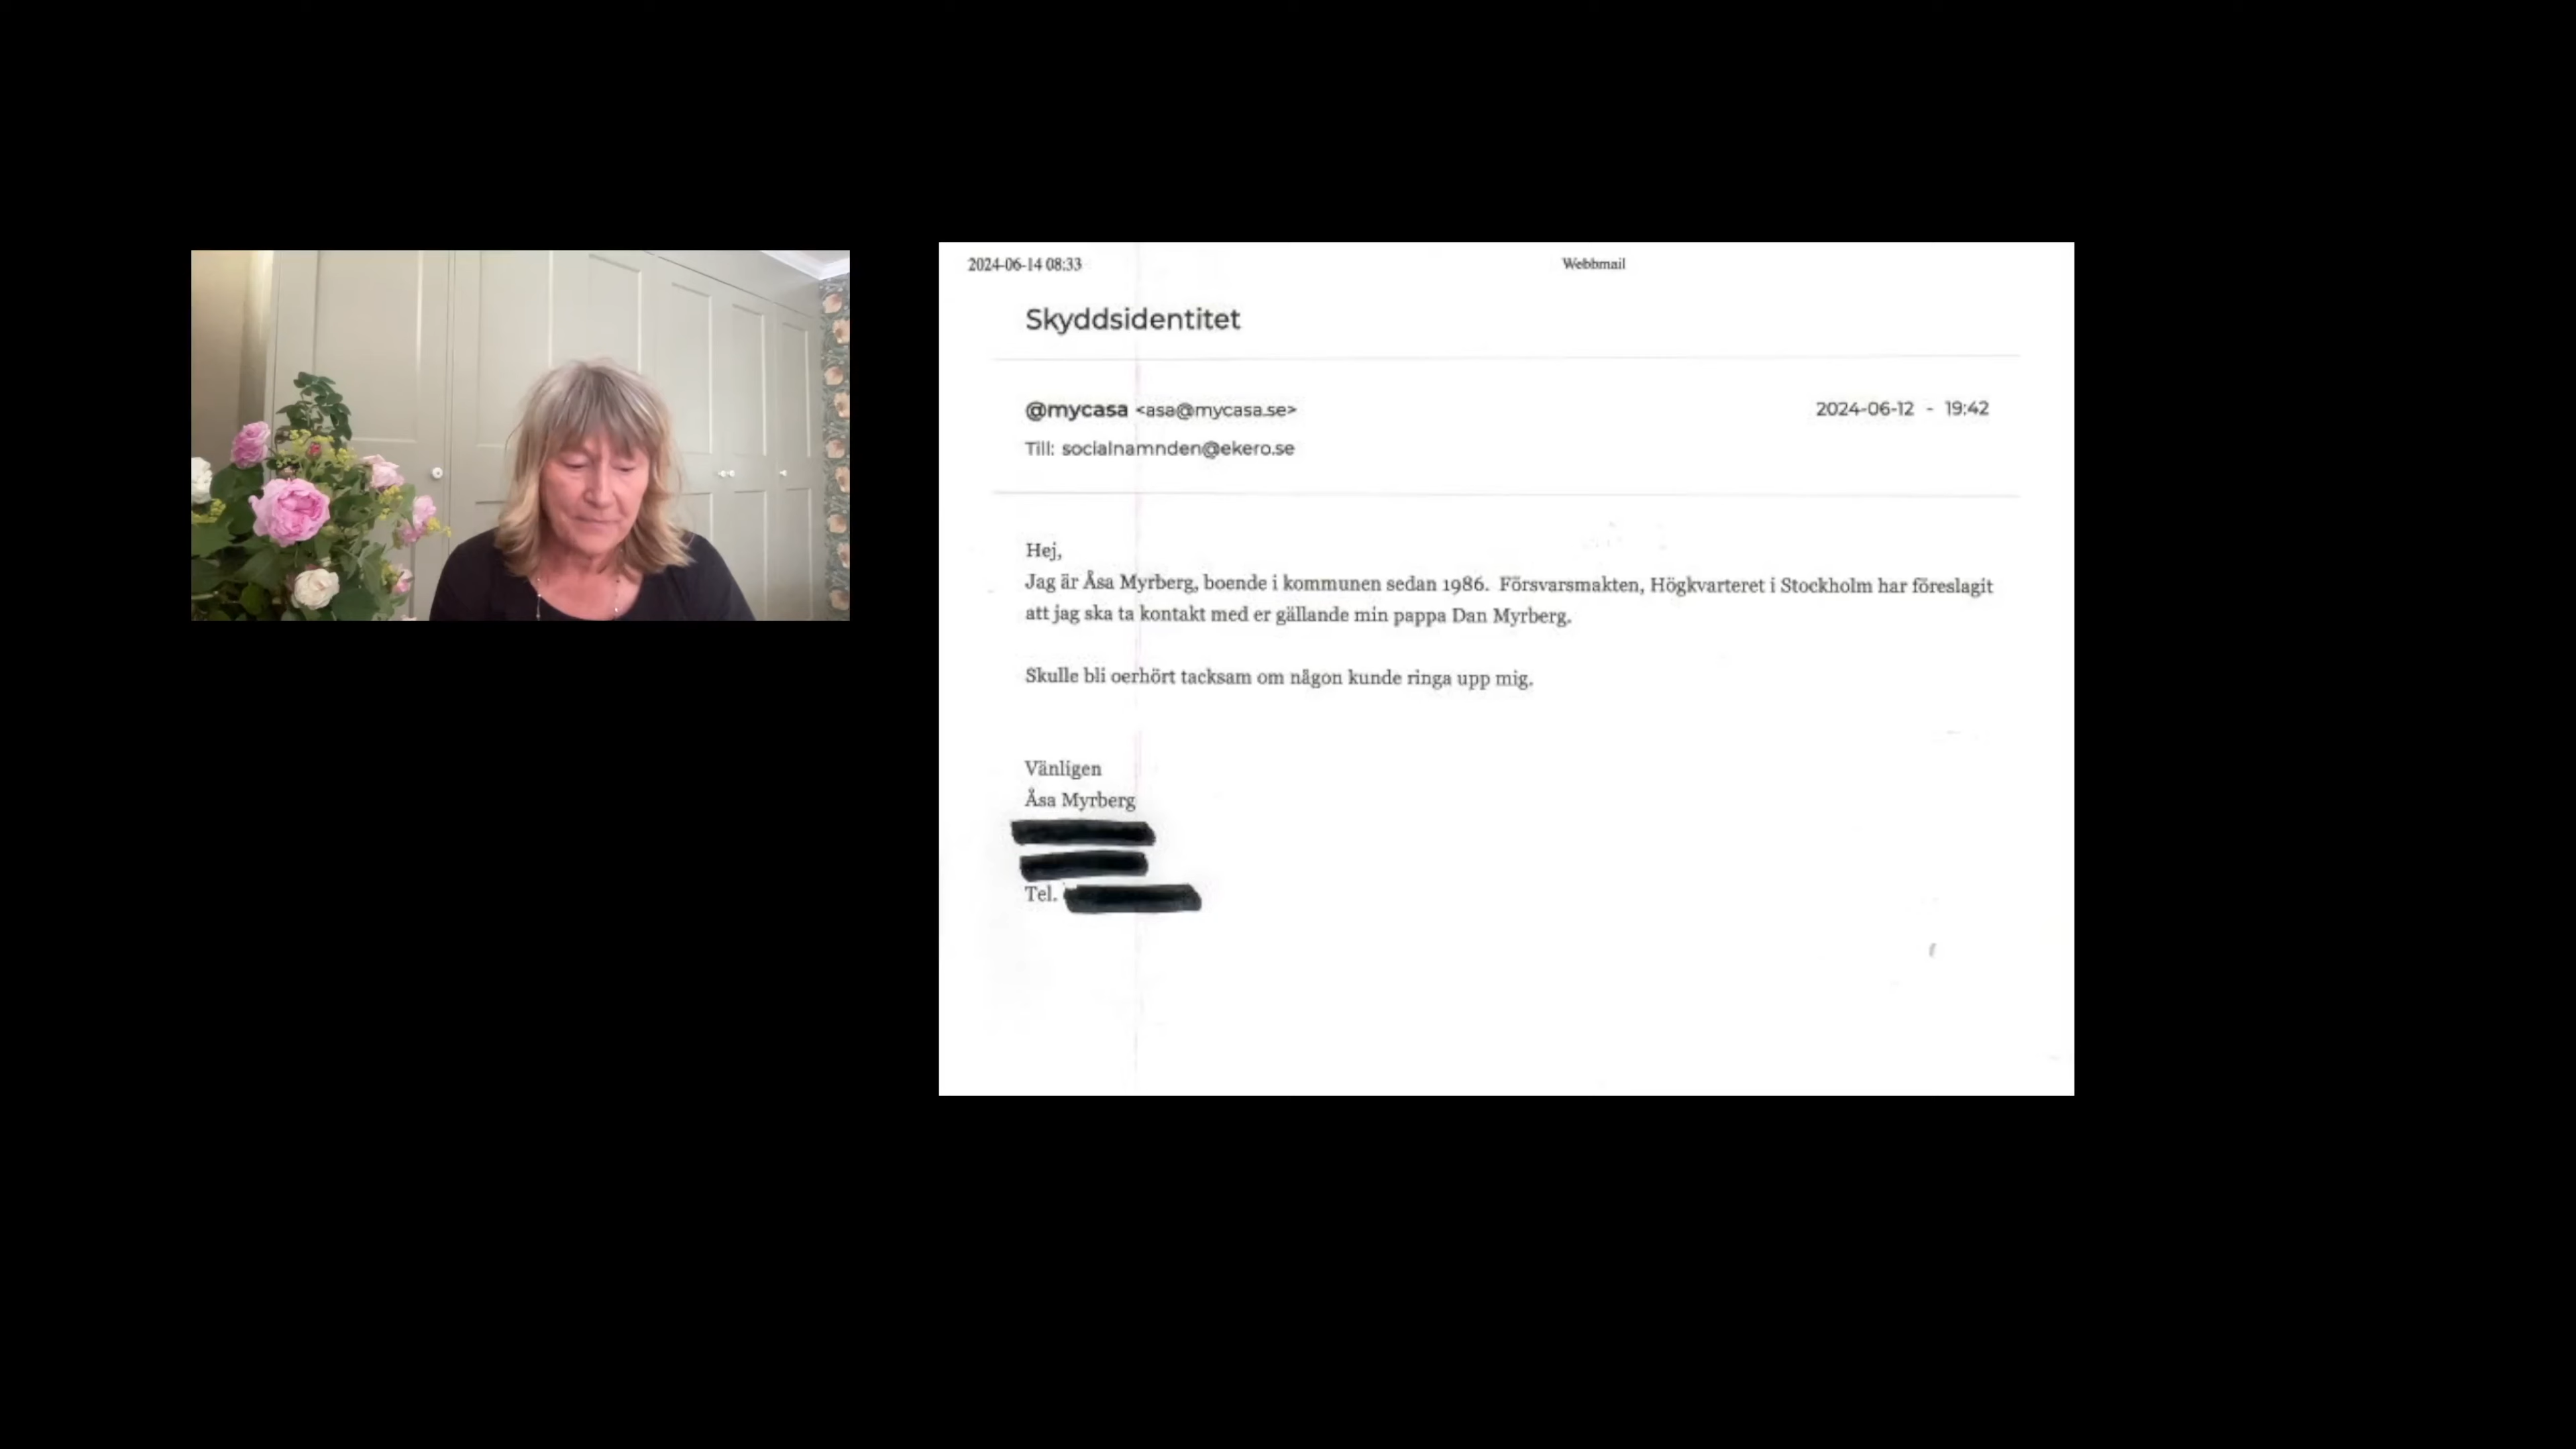 2024-06-14 08:33
Webbmail
Skyddsidentitet
@mycasa <asa@mycasa.se>
2024-06-12 - 19:42
Till: socialnamnden@ekero.se
Hej,
Jag är Åsa Myrberg, boende i kommunen sedan 1986. Försvarsmakten, Högkvarteret i Stockholm har föreslagit
att jag ska ta kontakt med er gällande min pappa Dan Myrberg.
Skulle bli oerhört tacksam om någon kunde ringa upp mig.
Vänligen
Åsa Myrberg
Tel.